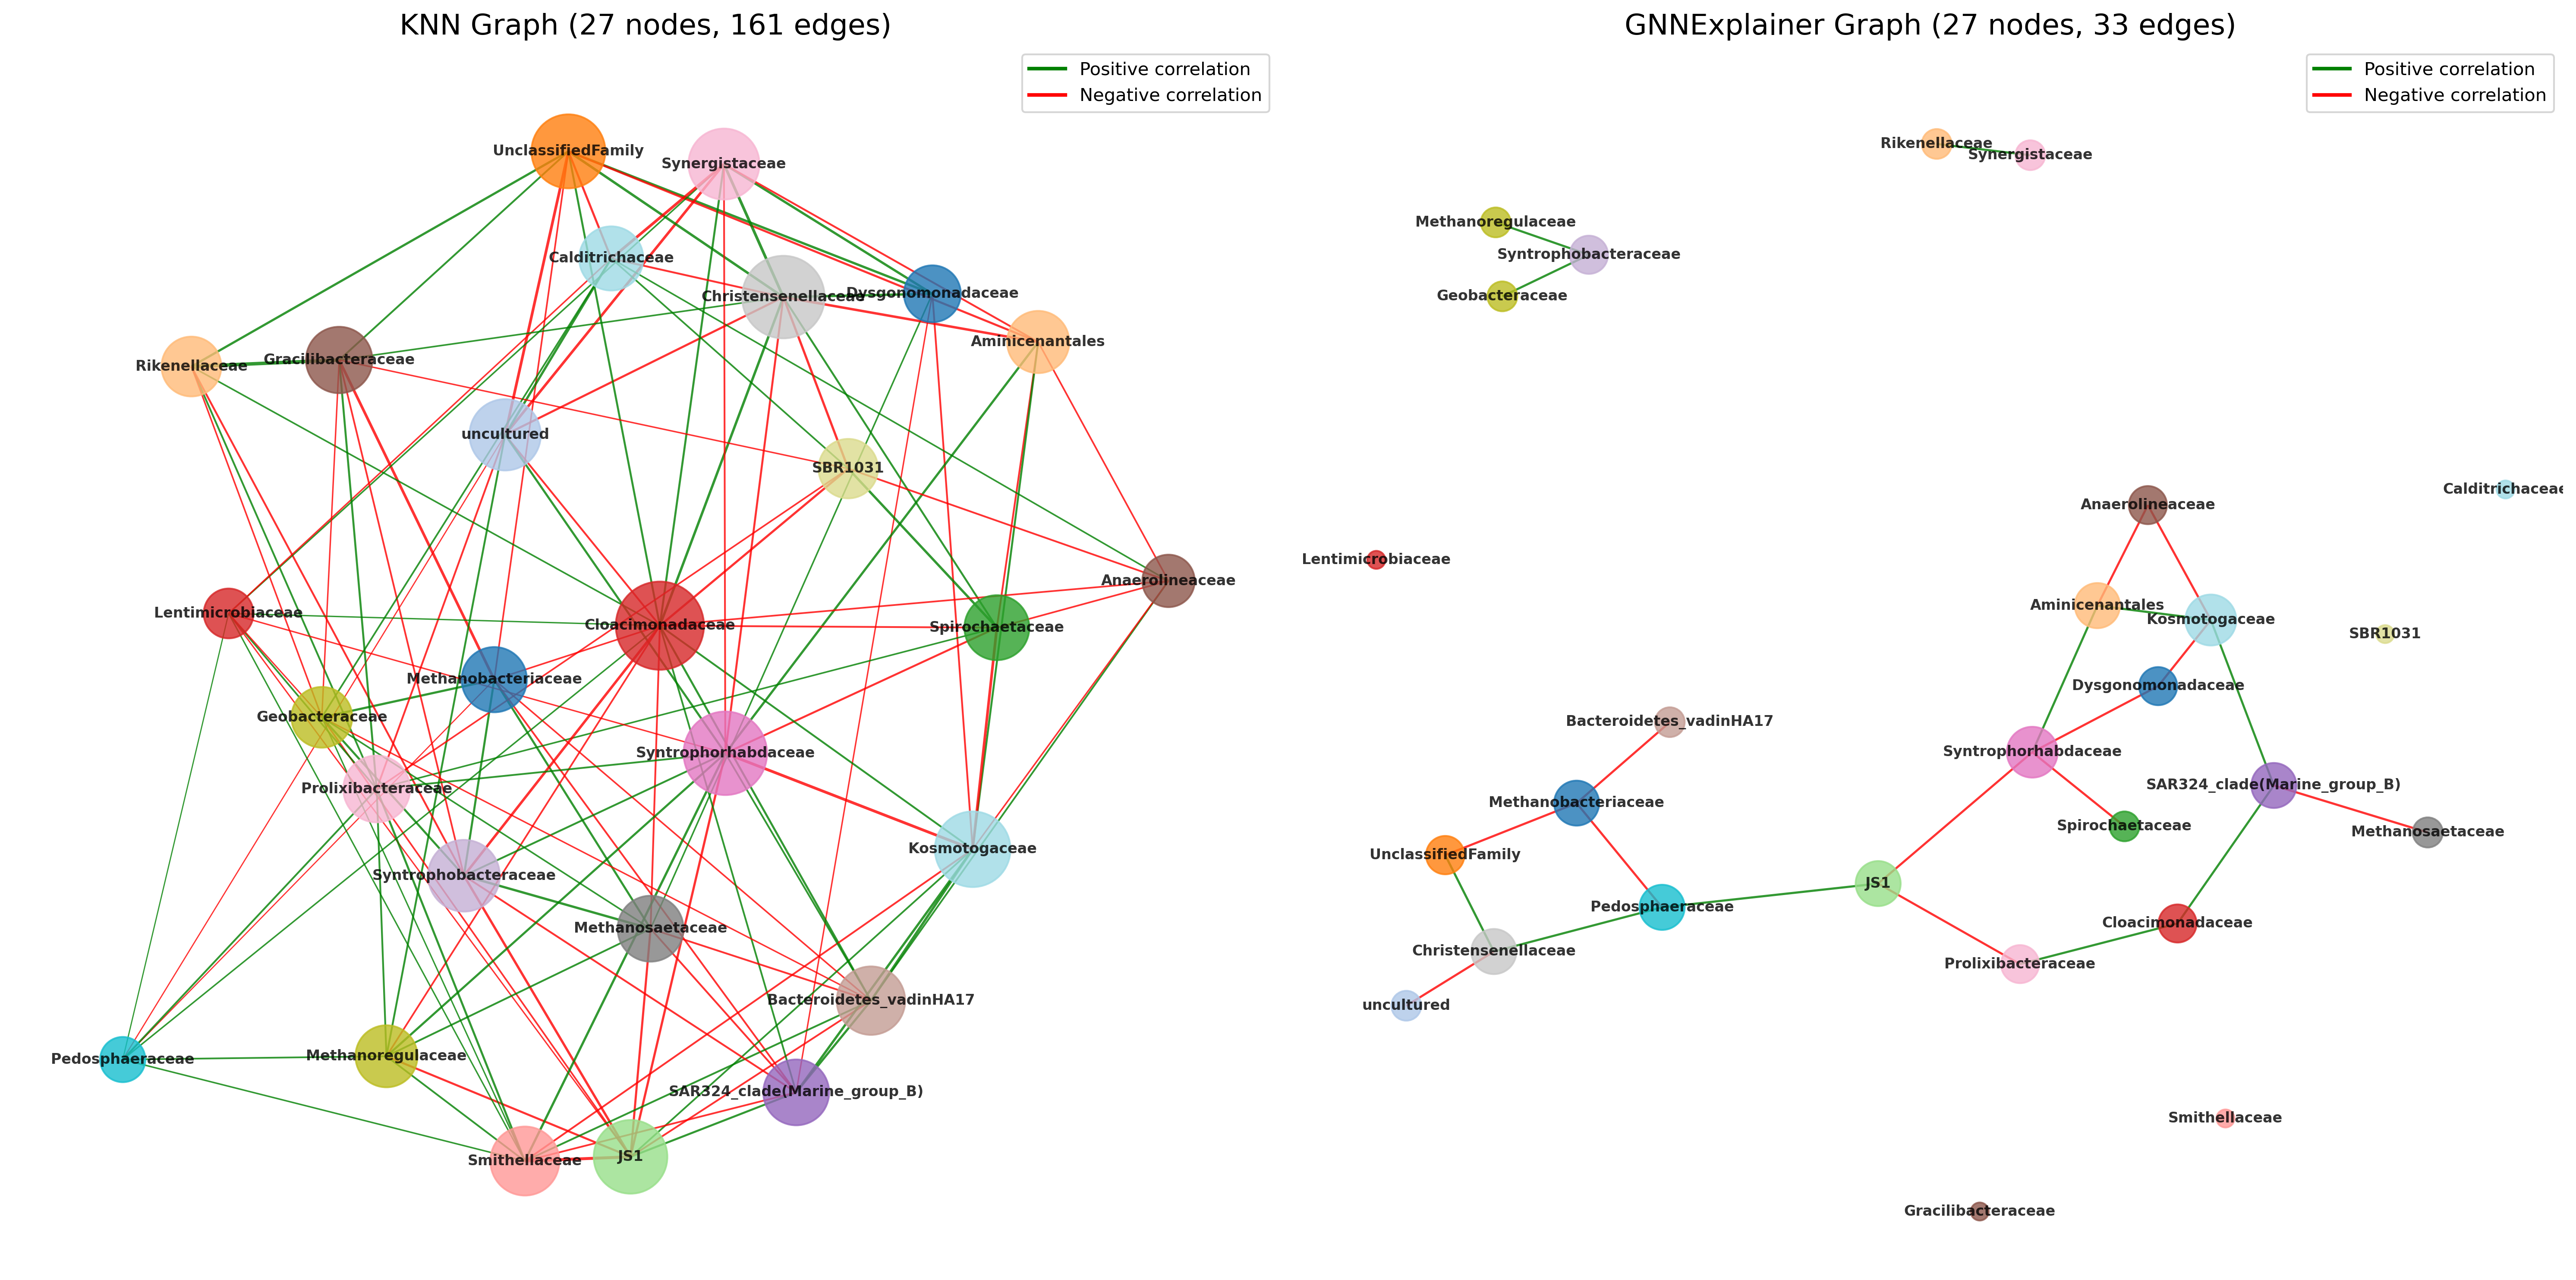 KNN Graph (27 nodes, 161 edges)
Positive correlation
Negative correlation
UnclassifiedFamily
Synergistaceae
Calditrichaceae
Christensenellaceae
Dysgonomonadaceae
Aminicenantales
Rikenellaceae
Gracilibacteraceae
uncultured
SBR1031
Anaerolineaceae
Lentimicrobiaceae
Cloacimonadaceae
Spirochaetaceae
Methanobacteriaceae
Geobacteraceae
Syntrophorhabdaceae
Prolixibacteraceae
Kosmotogaceae
Syntrophobacteraceae
Methanosaetaceae
Bacteroidetes_vadinHA17
Pedosphaeraceae
Methanoregulaceae
SAR324_clade(Marine_group_B)
Smithellaceae
JS1
GNNExplainer Graph (27 nodes, 33 edges)
Positive correlation
Negative correlation
Rikenellaceae
Synergistaceae
Methanoregulaceae
Syntrophobacteraceae
Geobacteraceae
Calditrichaceae
Anaerolineaceae
Lentimicrobiaceae
Aminicenantales
Kosmotogaceae
SBR1031
Dysgonomonadaceae
Bacteroidetes_vadinHA17
Syntrophorhabdaceae
SAR324_clade(Marine_group_B)
Methanobacteriaceae
Spirochaetaceae
Methanosaetaceae
UnclassifiedFamily
JS1
Pedosphaeraceae
Cloacimonadaceae
Christensenellaceae
Prolixibacteraceae
uncultured
Smithellaceae
Gracilibacteraceae